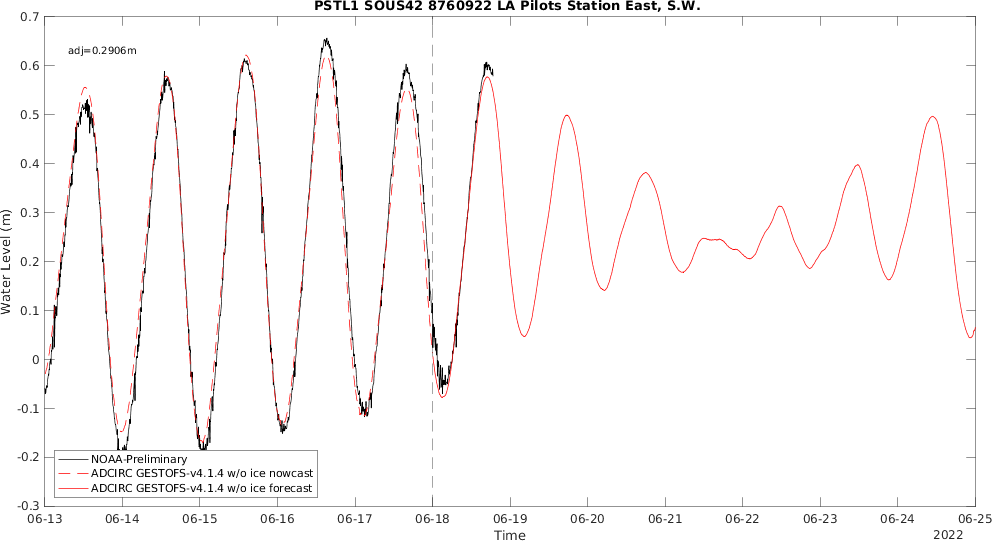 PSTL1 SOUS42 8760922 LA Pilots Station East, S.W.
0.7
adj=0.2906m
0.6
0.5
0.4
0.3
0.2
0.1
0
-0.1
-0.2
-0.3
Water Level (m)
NOAA-Preliminary
ADCIRC GESTOFS-v4.1.4 w/o ice nowcast
ADCIRC GESTOFS-v4.1.4 w/o ice forecast
06-13 06-14 06-15 06-16 06-17 06-18 06-19 06-20 06-21 06-22 06-23 06-24 06-25
Time
2022